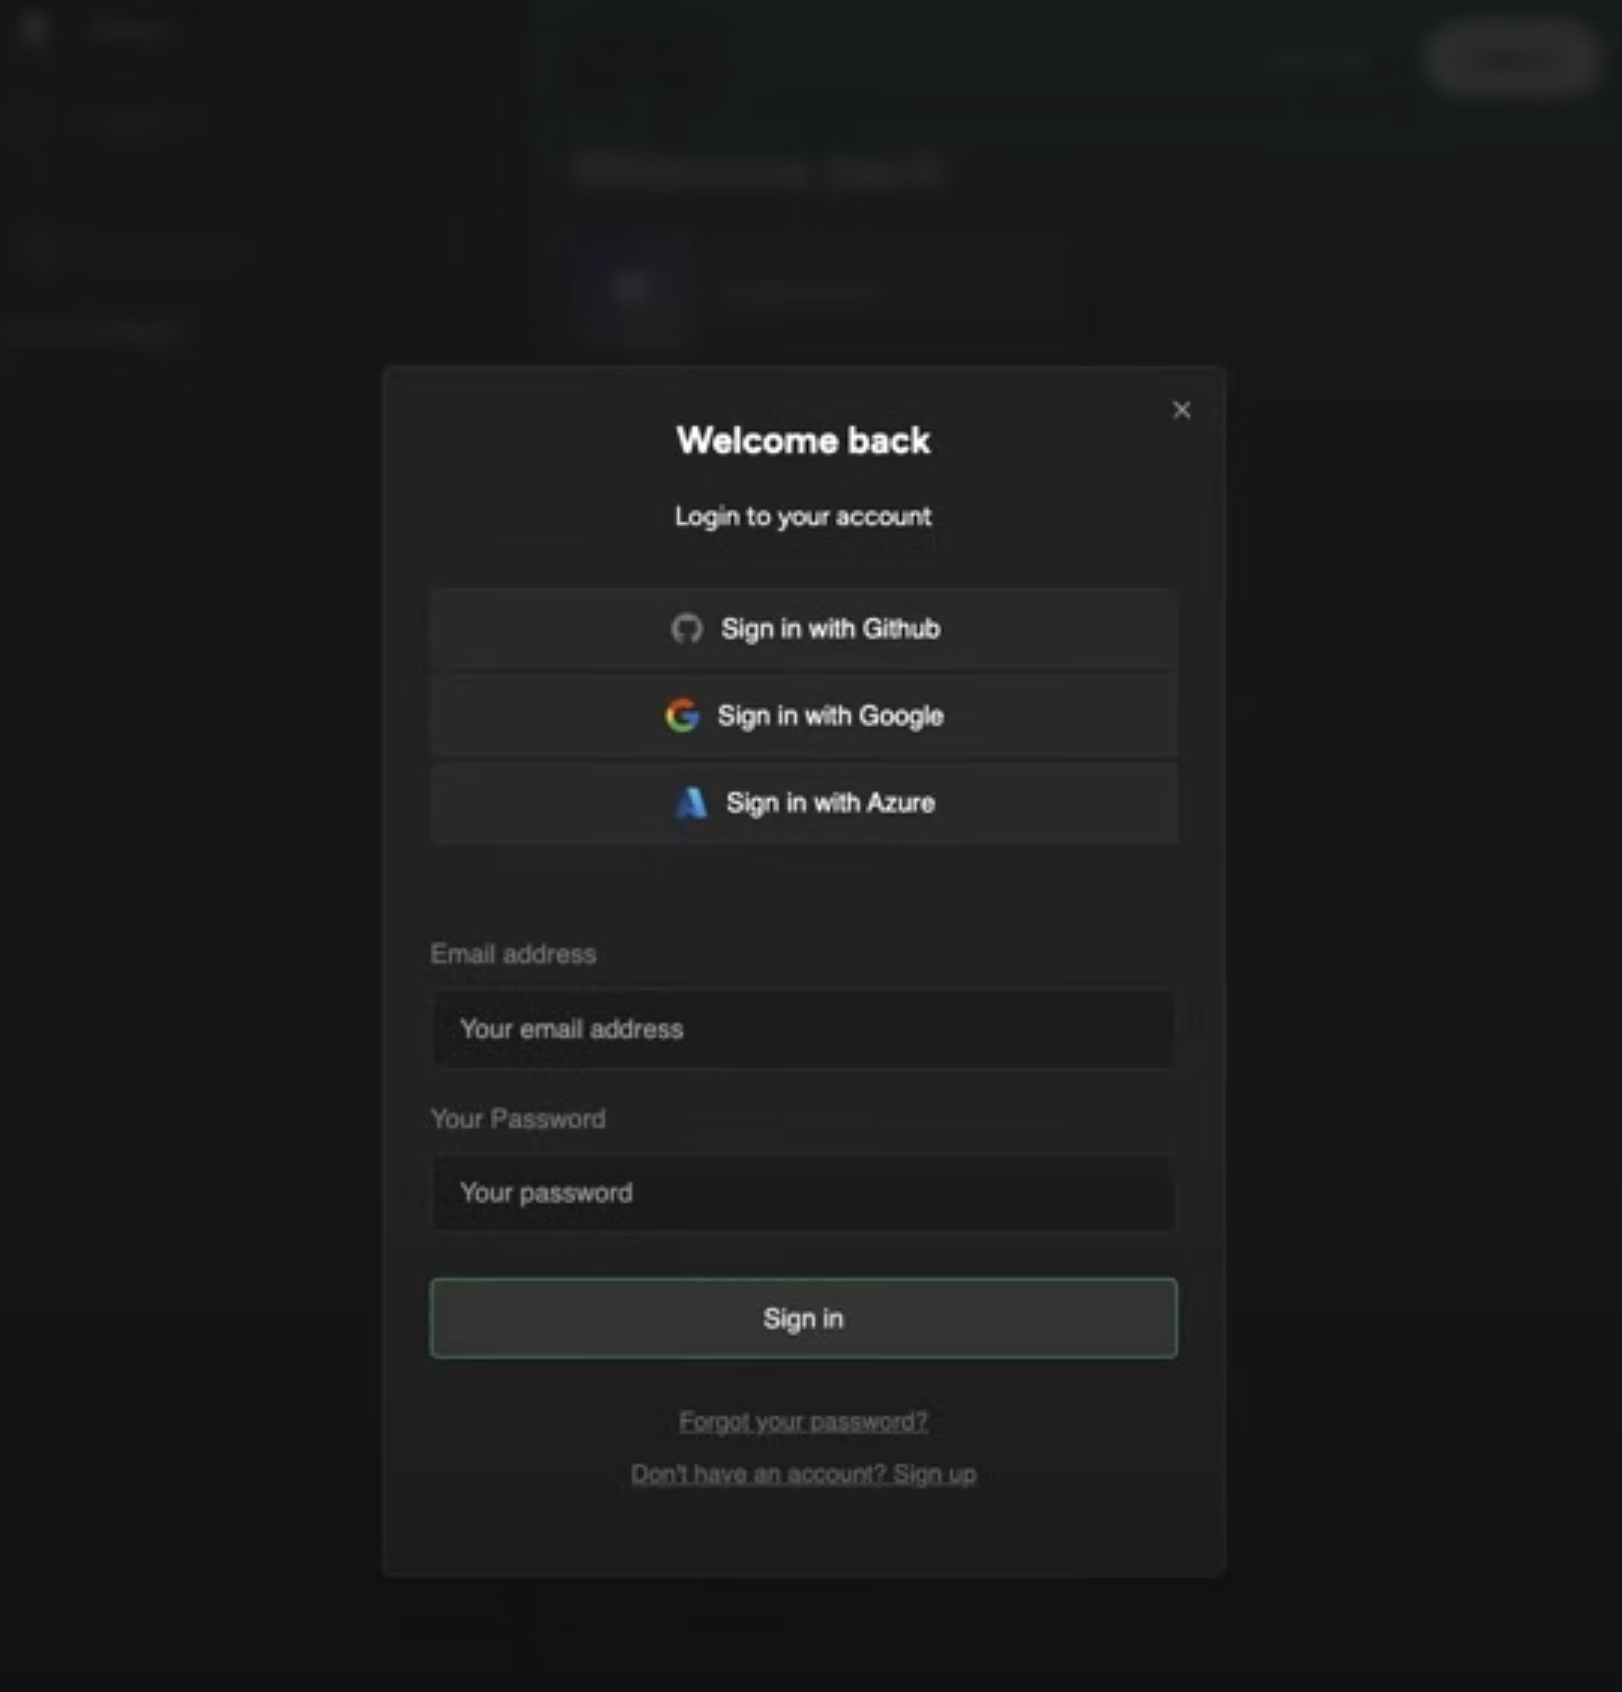 Welcome back
Login to your account
Sign in with Github
Sign in with Google
Sign in with Azure
Email address
Your email address
Your Password
Your password
Sign in
Forgot your password?
Don't have an account? Sign up